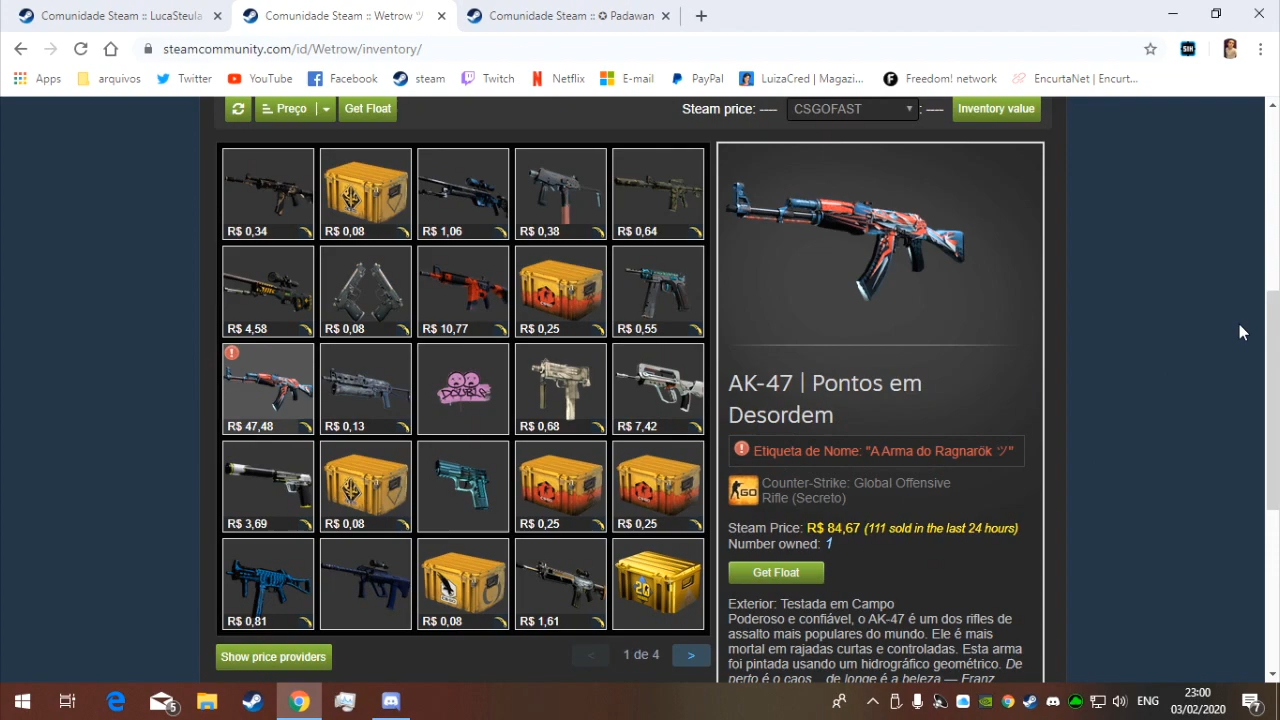 Comunidade Steam :: LucaSteula
Comunidade Steam :: Wetrow ツ
Comunidade Steam :: ✪ Padawan
steamcommunity.com/id/Wetrow/inventory/
SIH
Apps
arquivos
Twitter
YouTube
Facebook
steam
Twitch
Netflix
E-mail
PayP
LuizaCred | Magazi...
Freedom! network
EncurtaNet | Encurt...
Preço
Get Float
Steam price: ----
CSGOFAST
: ----
Inventory value
R$ 0,34
R$ 0,08
R$ 1,06
R$ 0,38
R$ 0,64
R$ 4,58
R$ 0,08
R$ 10,77
R$ 0,25
R$ 0,55
R$ 47,48
R$ 0,13
DOUBLE
R$ 0,68
R$ 7,42
R$ 3,69
R$ 0,08
R$ 0,25
R$ 0,25
R$ 0,81
R$ 0,08
R$ 1,61
Show price providers
<
1 de 4
>
AK-47 | Pontos em
Desordem
Etiqueta de Nome: "A Arma do Ragnarök ツ"
GO
Counter-Strike: Global Offensive
Rifle (Secreto)
Steam Price: R$ 84,67 (111 sold in the last 24 hours)
Number owned: 1
Get Float
Exterior: Testada em Campo
Poderoso e confiável, o AK-47 é um dos rifles de
assalto mais populares do mundo. Ele é mais
mortal em rajadas curtas e controladas. Esta arma
foi pintada usando um hidrográfico geométrico. De
perto é o caos... de longe é a beleza — Franz
5
ENG
23:00
03/02/2020
7